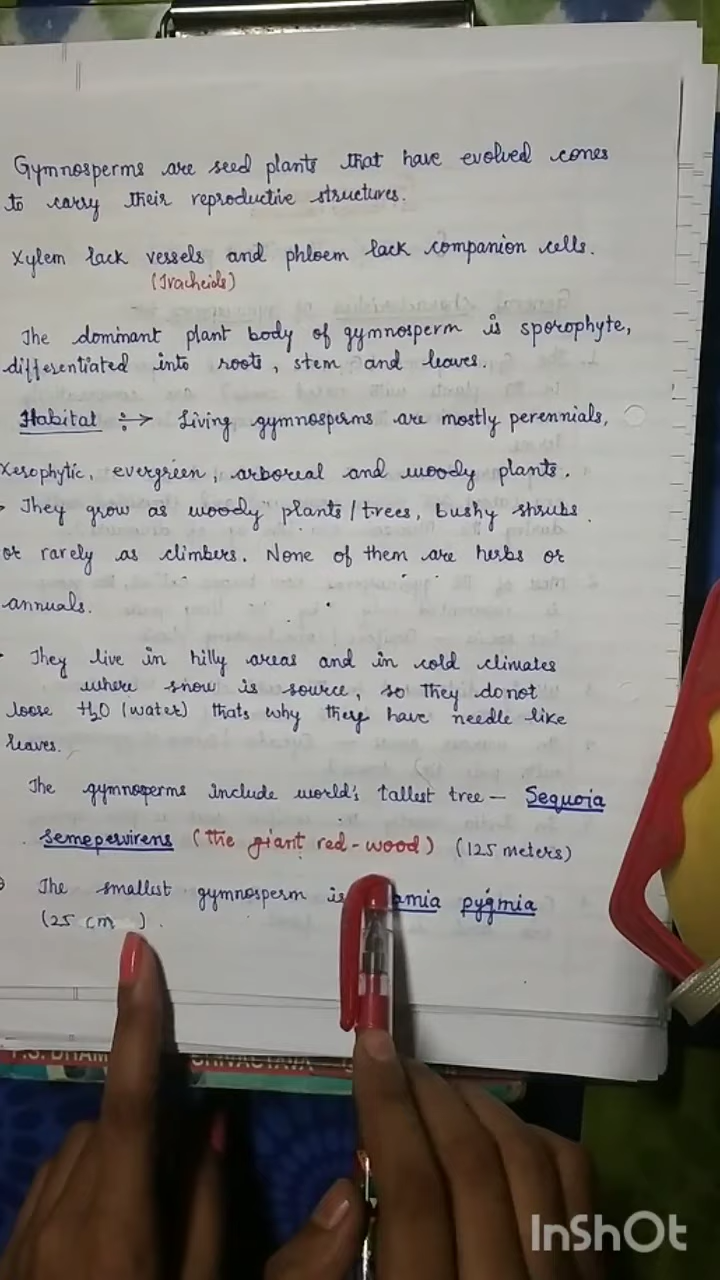 Gymnosperms are seed plants that have evolved cones
to carry their reproductive structures.
Xylem lack vessels and phloem lack companion cells.
(Tracheids)
The dominant plant body of gymnosperm is sporophyte,
differentiated into roots, stem and leaves.
Habitat ÷→ Living gymnosperms are mostly perennials,
Xerophytic, evergreen, arboreal and woody plants.
They grow as woody plants/trees, bushy shrubs
or rarely as climbers. None of them are herbs or
annuals.
They live in hilly areas and in cold climates
where snow is source, so they do not
loose H2O (water) thats why they have needle like
leaves.
The gymnosperms include world's tallest tree – Sequoia
semepervirens (the giant red-wood) (125 meters)
The smallest gymnosperm is pygmia
(25 cm ).
InShOt